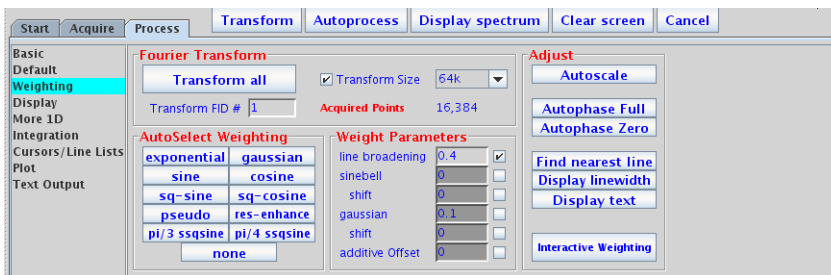 Start Acquire Process Transform Autoprocess Display spectrum Clear screen Cancel
Basic
Default
Weighting
Display
More 1D
Integration
Cursors/Line Lists
Plot
Text Output
Fourier Transform
Transform all Transform Size 64k
Transform FID # 1 Acquired Points 16,384
AutoSelect Weighting
exponential gaussian
sine cosine
sq-sine sq-cosine
pseudo res-enhance
pi/3 ssqsine pi/4 ssqsine
none
Weight Parameters
line broadening 0.4
sinebell 0
shift 0
gaussian 0.1
shift 0
additive Offset 0
Adjust
Autoscale
Autophase Full
Autophase Zero
Find nearest line
Display linewidth
Display text
Interactive Weighting